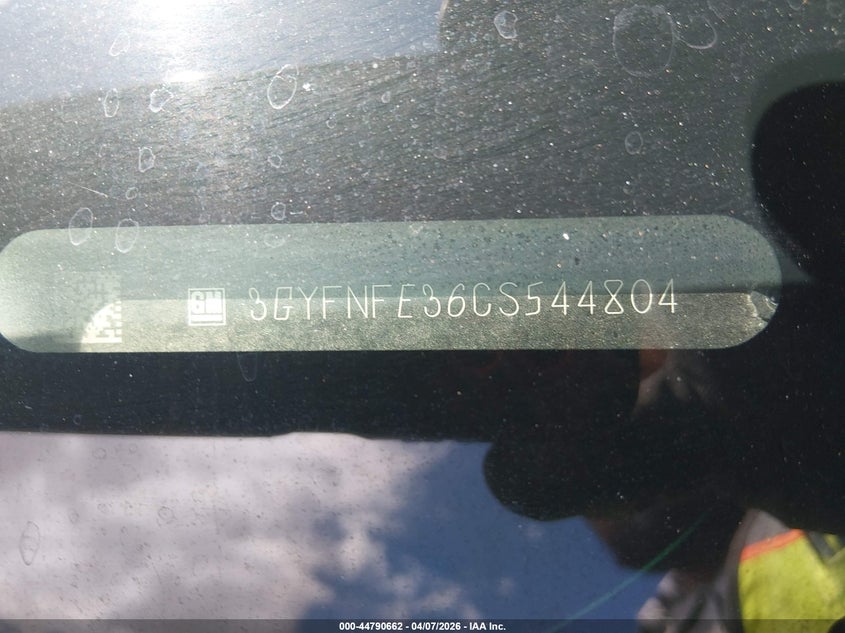 GM 3GYFNFE36CS544804
000-44790662 - 04/07/2026 - IAA Inc.